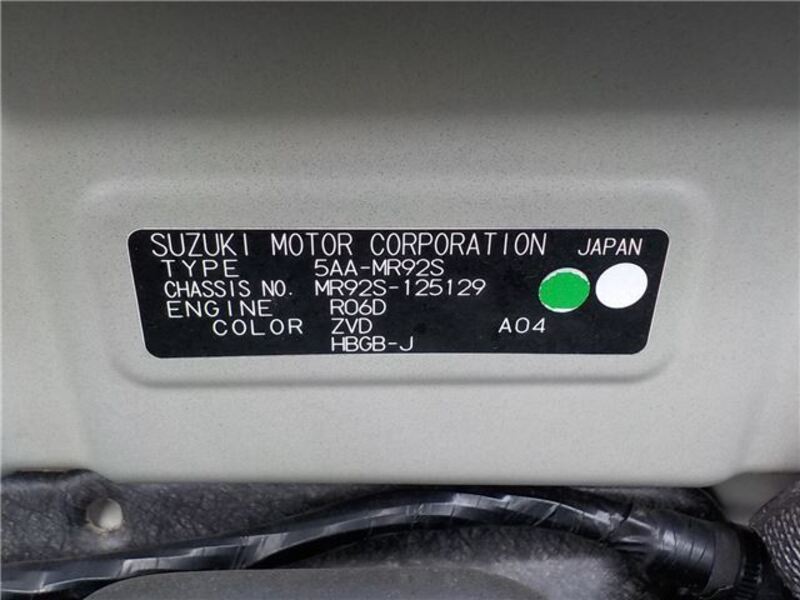 SUZUKI MOTOR CORPORATION JAPAN
TYPE 5AA-MR92S
CHASSIS NO. MR92S-125129
ENGINE R06D
COLOR ZVD A04
HBGB-J